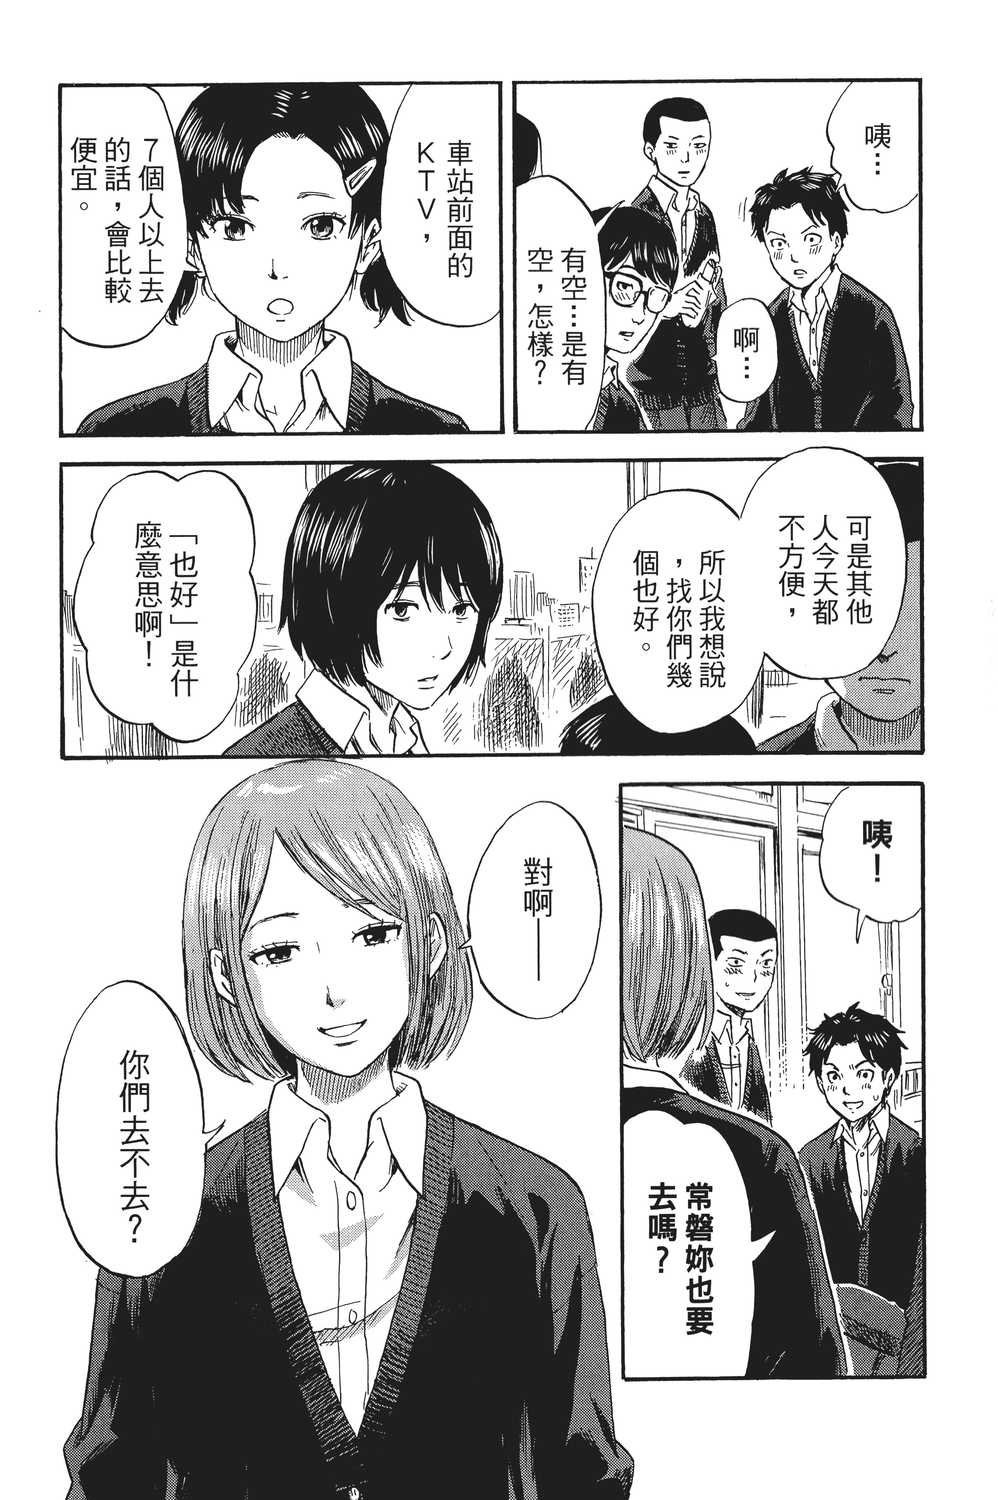 咦…
啊…
有空…是有
空，怎樣？
車站前面的
KTV，
7個人以上去
的話，會比較
便宜。
可是其他
人今天都
不方便，
所以我想說
，找你們幾
個也好。
「也好」是什
麼意思啊！
咦！
常磐妳也要
去嗎？
對啊——
你們去不去？